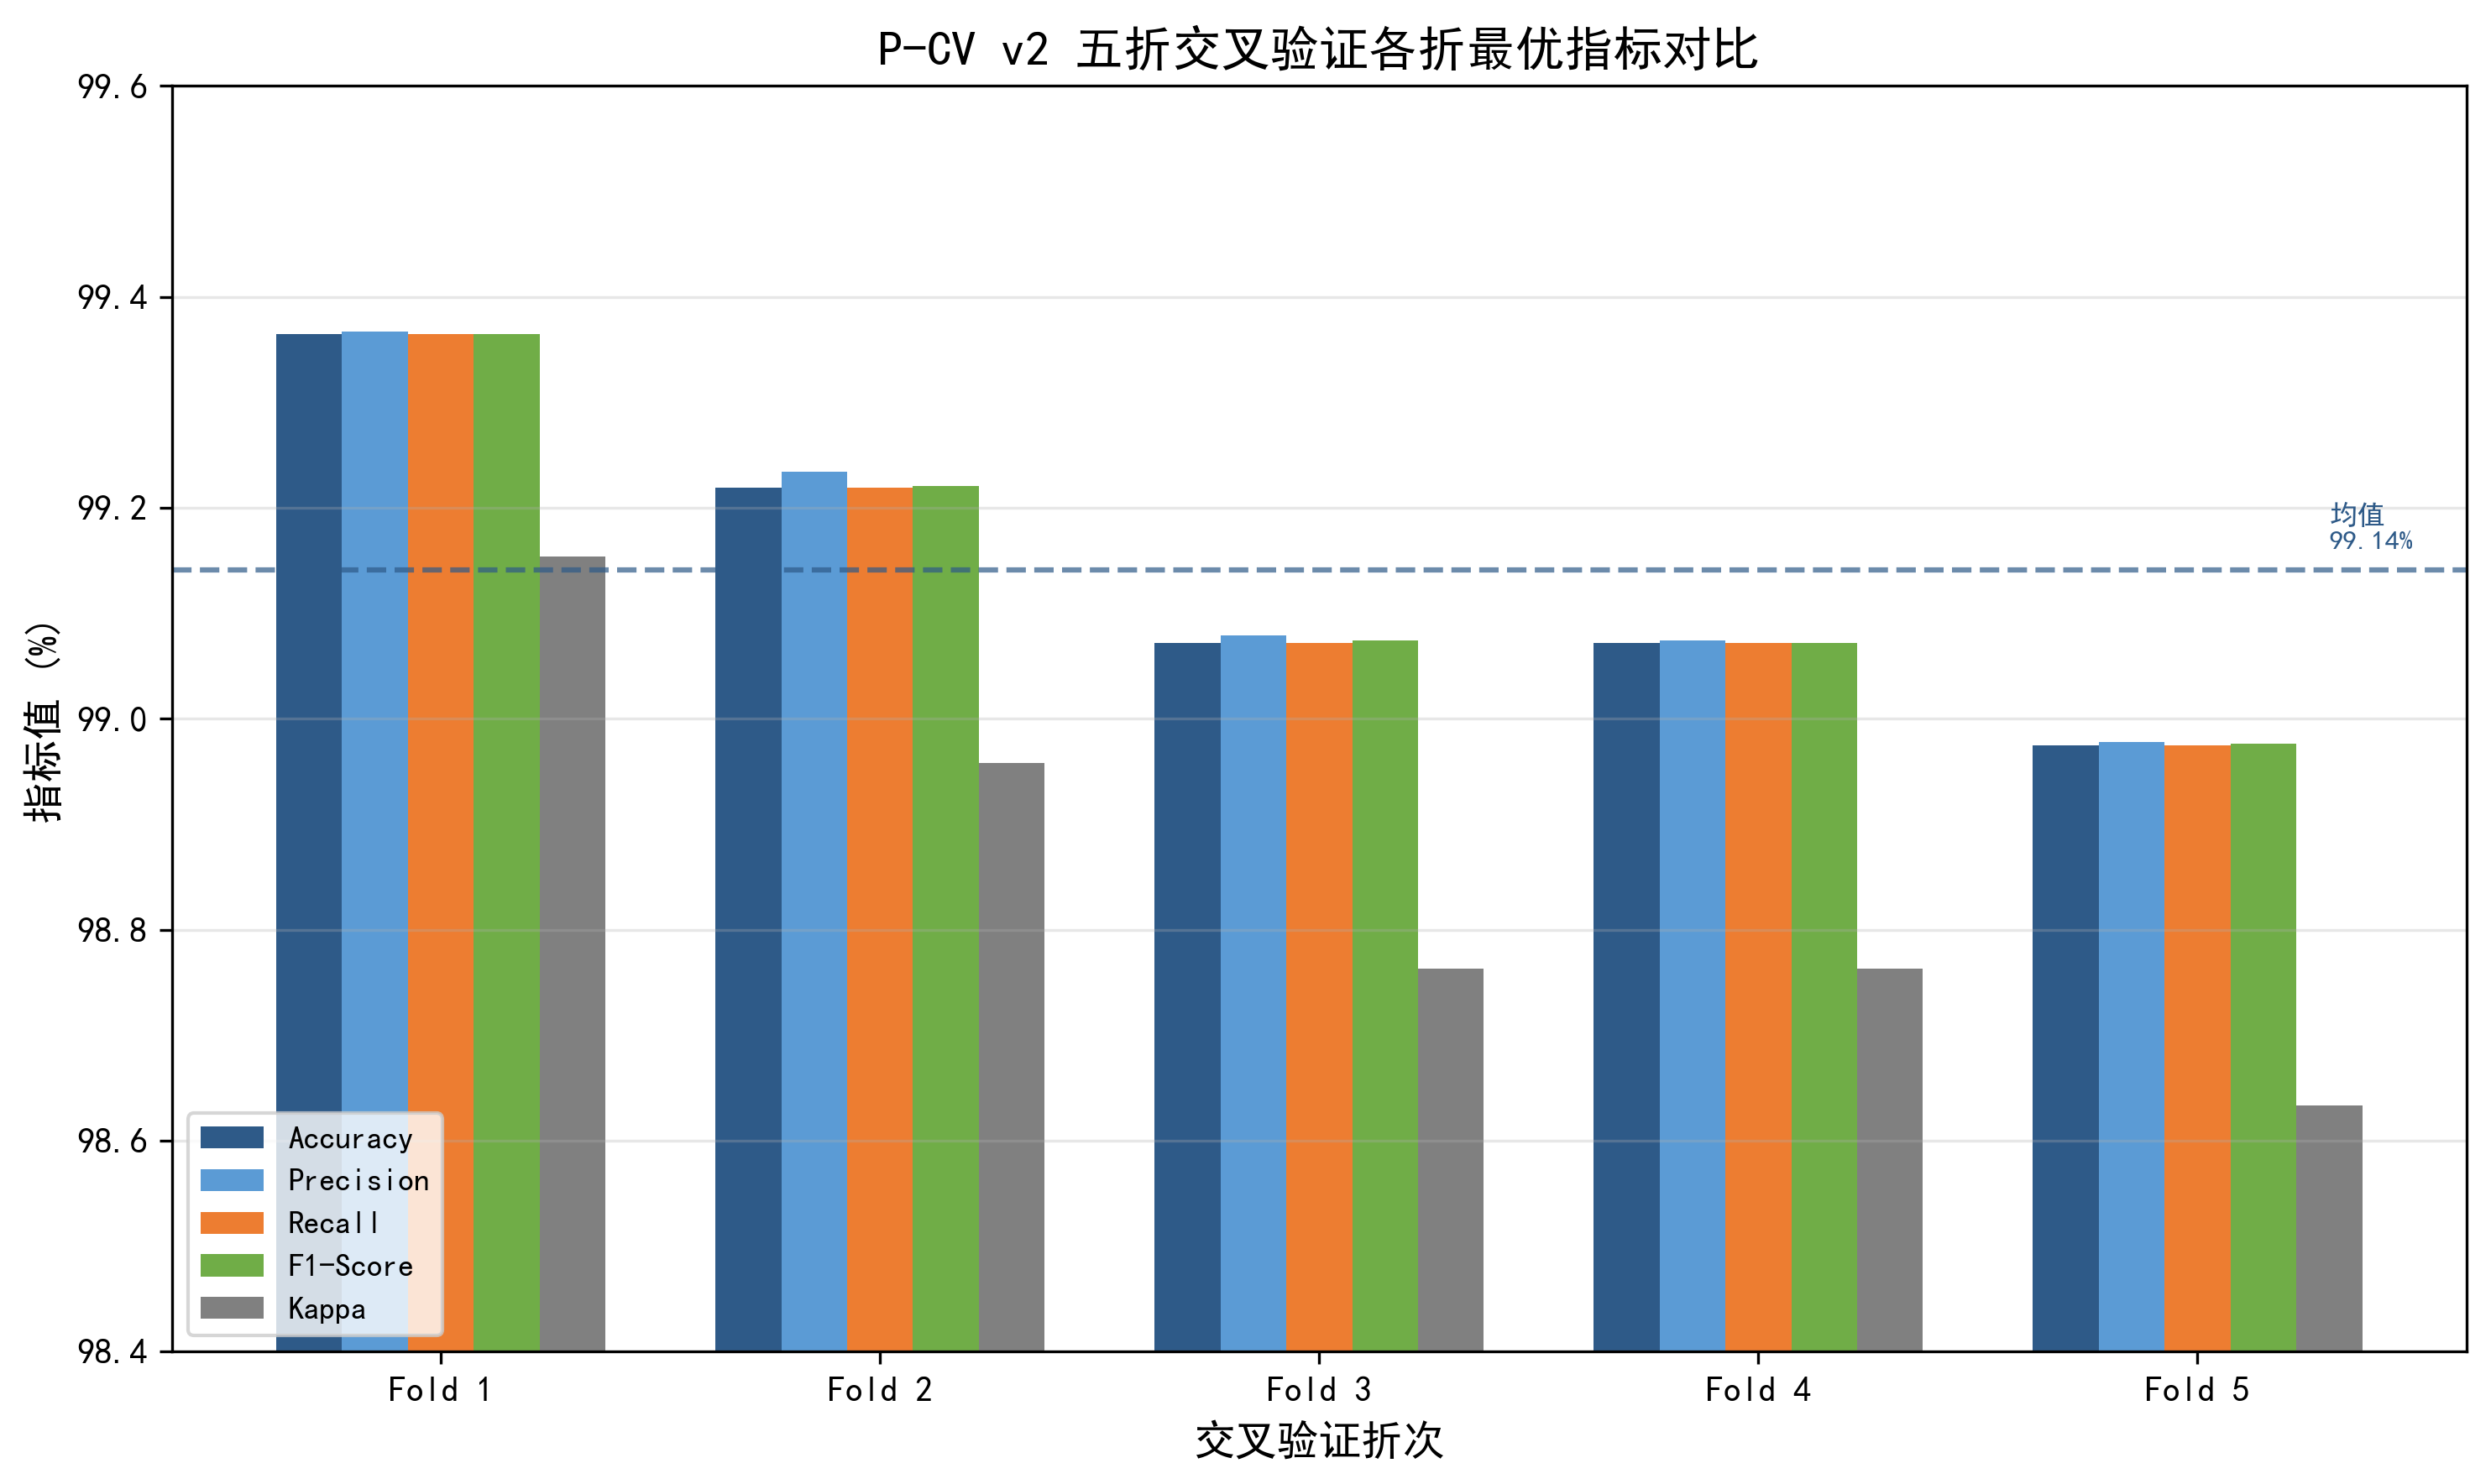 P-CV v2 五折交叉验证各折最优指标对比
99.6
99.4
99.2
99.0
98.8
98.6
98.4
指标值 (%)
均值
99.14%
Accuracy
Precision
Recall
F1-Score
Kappa
Fold 1
Fold 2
Fold 3
Fold 4
Fold 5
交叉验证折次